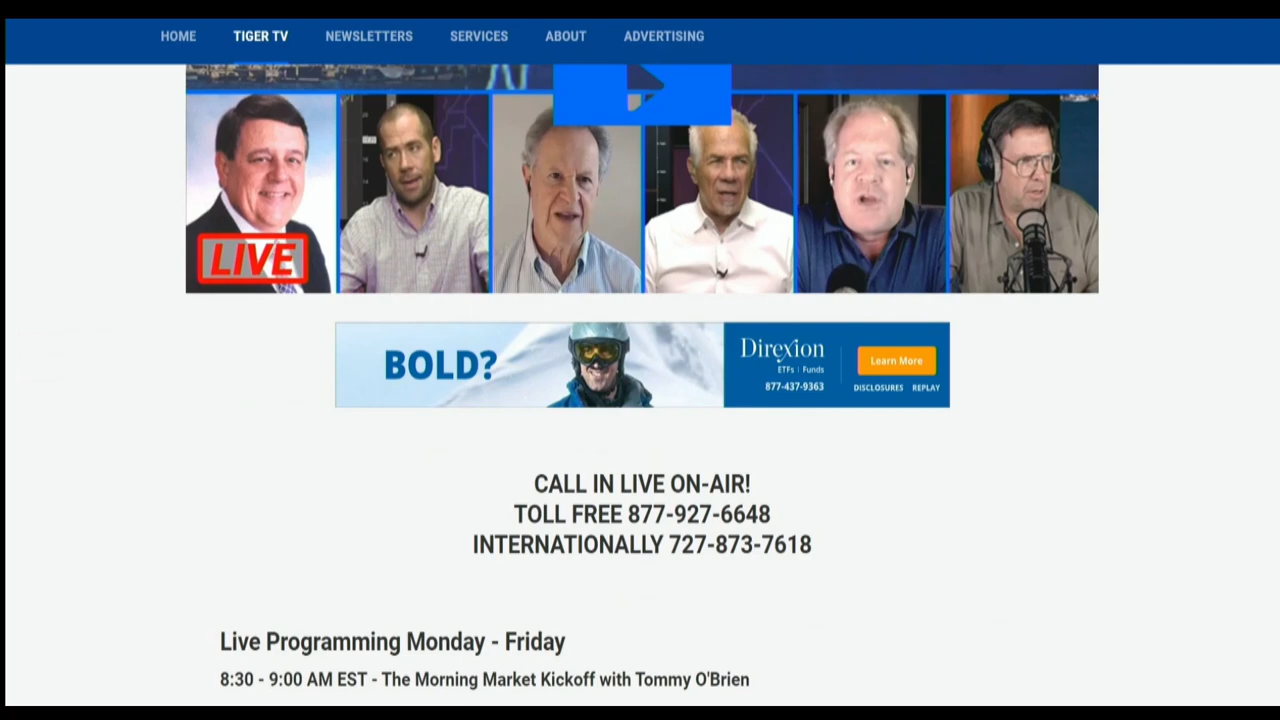 HOME TIGER TV NEWSLETTERS SERVICES ABOUT ADVERTISING
LIVE
BOLD?
Direxion
ETFs | Funds
877-437-9363
Learn More
DISCLOSURES REPLAY
CALL IN LIVE ON-AIR!
TOLL FREE 877-927-6648
INTERNATIONALLY 727-873-7618
Live Programming Monday - Friday
8:30 - 9:00 AM EST - The Morning Market Kickoff with Tommy O'Brien